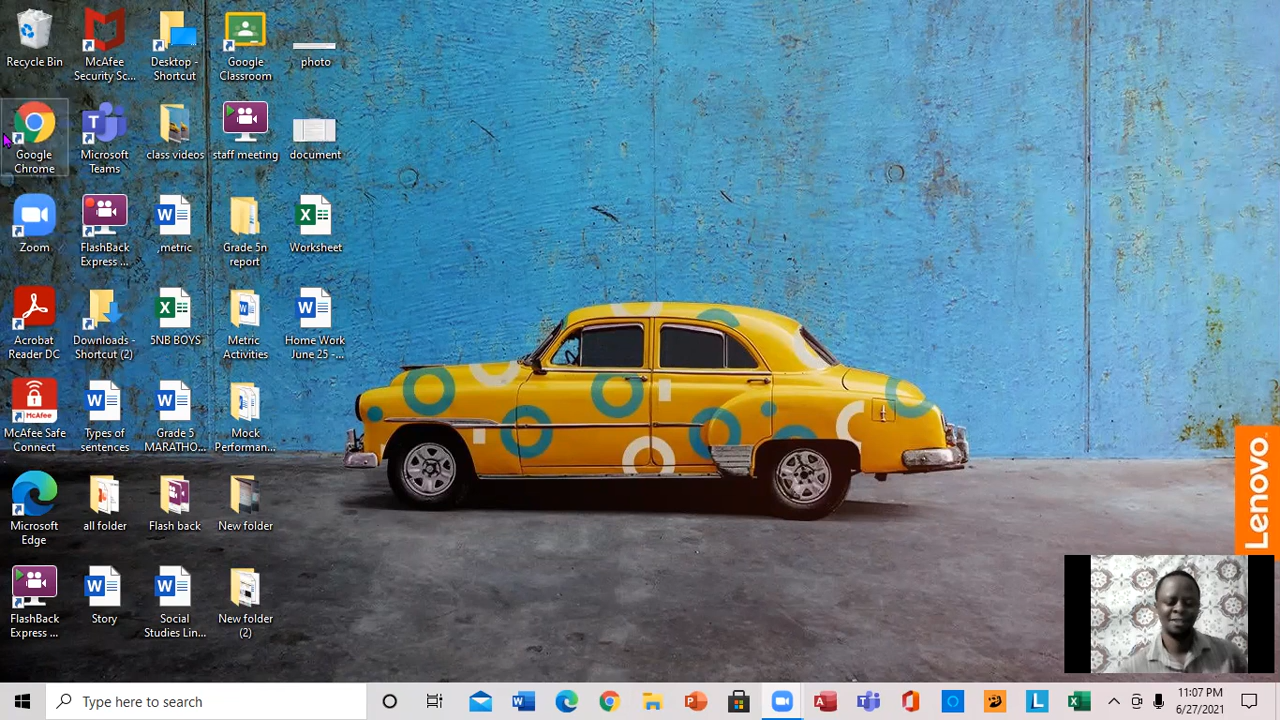 Recycle Bin
McAfee
Security Sc...
Desktop -
Shortcut
Google
Classroom
photo
Google
Chrome
Microsoft
Teams
class videos
staff meeting
document
Zoom
FlashBack
Express ...
,metric
Grade 5n
report
Worksheet
Acrobat
Reader DC
Downloads -
Shortcut (2)
5NB BOYS
Metric
Activities
Home Work
June 25 -...
McAfee
McAfee Safe
Connect
Types of
sentences
Grade 5
MARATHO...
Mock
Performan...
Microsoft
Edge
all folder
Flash back
New folder
FlashBack
Express ...
Story
Social
Studies Lin...
New folder
(2)
Lenovo
Type here to search
11:07 PM
6/27/2021